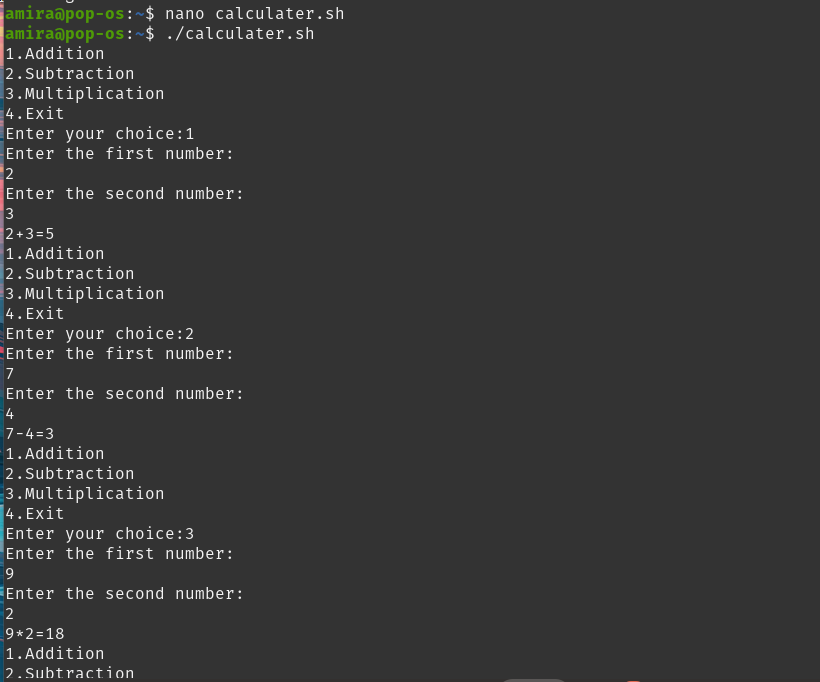 amira@pop-os:~$ nano calculater.sh
amira@pop-os:~$ ./calculater.sh
1.Addition
2.Subtraction
3.Multiplication
4.Exit
Enter your choice:1
Enter the first number:
2
Enter the second number:
3
2+3=5
1.Addition
2.Subtraction
3.Multiplication
4.Exit
Enter your choice:2
Enter the first number:
7
Enter the second number:
4
7-4=3
1.Addition
2.Subtraction
3.Multiplication
4.Exit
Enter your choice:3
Enter the first number:
9
Enter the second number:
2
9*2=18
1.Addition
2.Subtraction